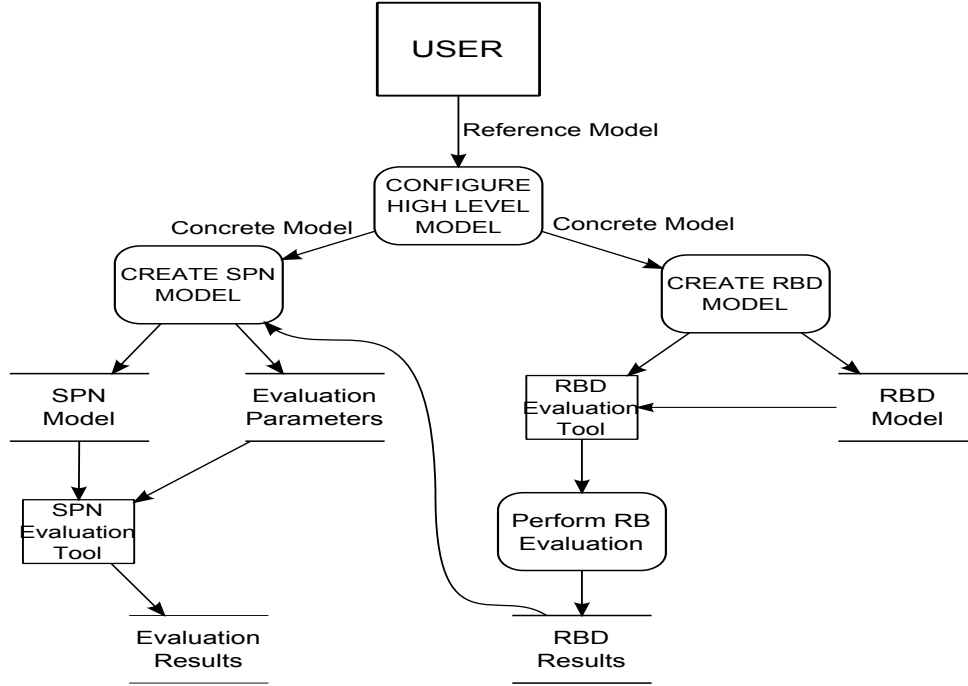 USER
Reference Model
CONFIGURE
HIGH LEVEL
MODEL
Concrete Model
Concrete Model
CREATE SPN
MODEL
CREATE RBD
MODEL
SPN
Model
Evaluation
Parameters
RBD
Evaluation
Tool
RBD
Model
SPN
Evaluation
Tool
Perform RB
Evaluation
Evaluation
Results
RBD
Results